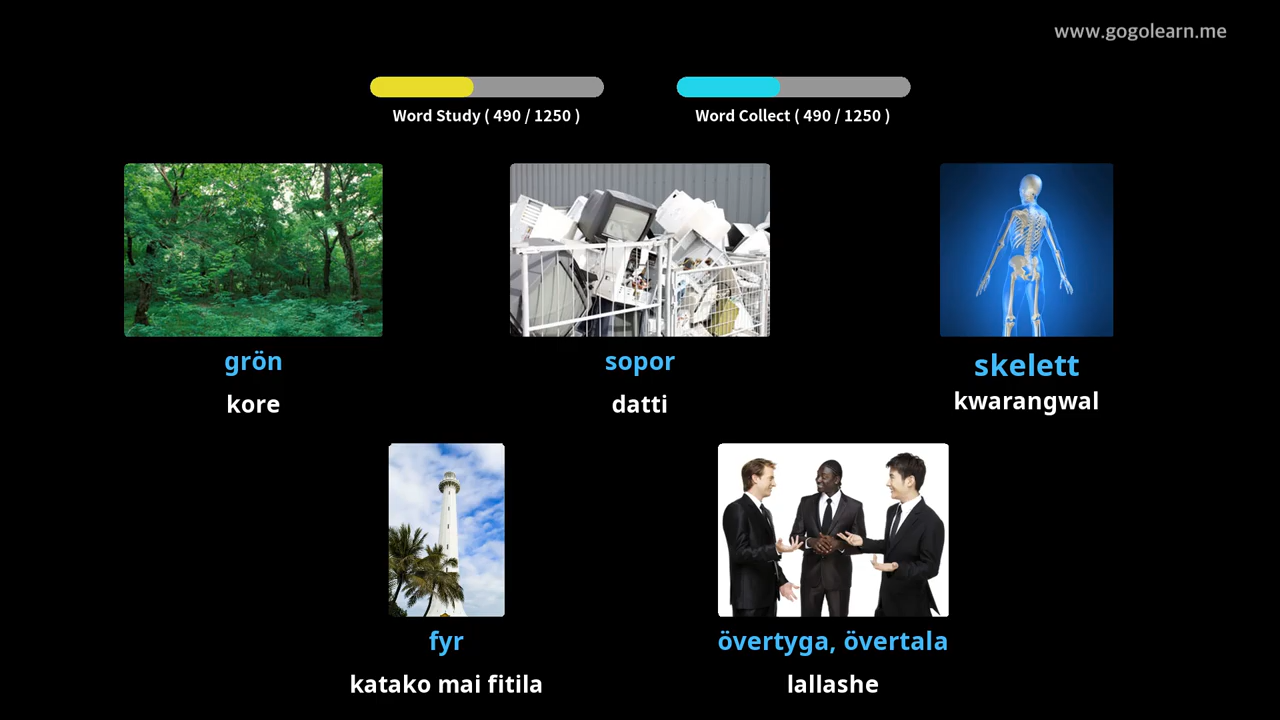 www.gogolearn.me
Word Study ( 490 / 1250 )
Word Collect ( 490 / 1250 )
grön
kore
sopor
datti
skelett
kwarangwal
fyr
katako mai fitila
övertyga, övertala
lallashe